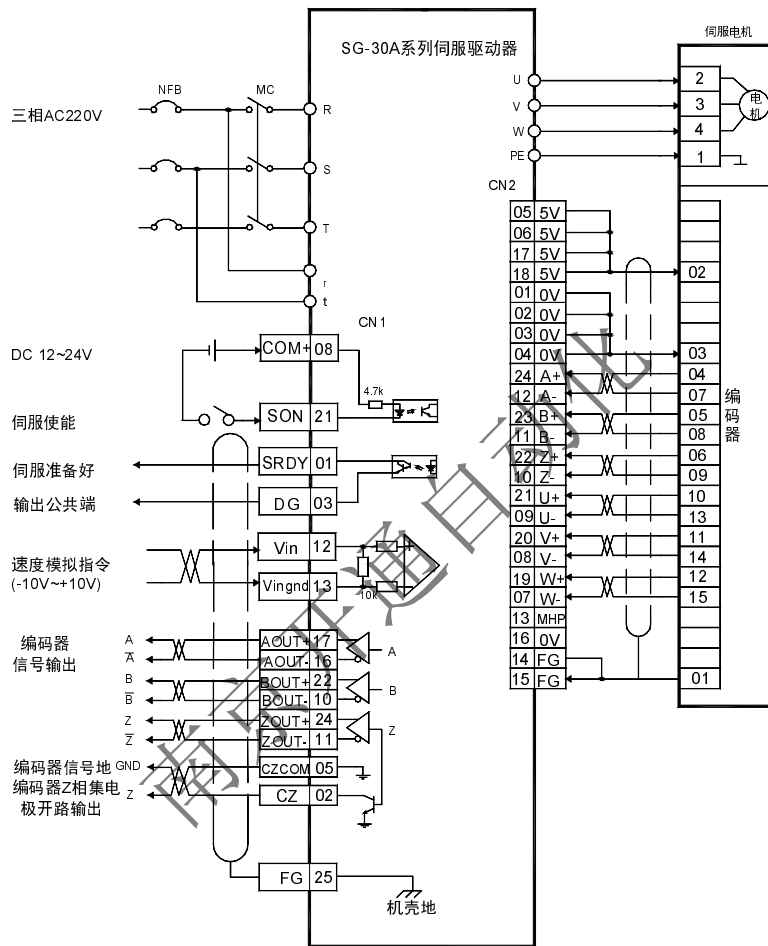 SG-30A系列伺服驱动器
伺服电机
NFB
MC
三相AC220V
R
S
T
r
t
U
V
W
PE
2
3
4
1
电机
CN2
05 5V
06 5V
17 5V
18 5V
02
01 0V
02 0V
03 0V
04 0V
03
24 A+
04
12 A-
07
23 B+
05
11 B-
08
22 Z+
06
10 Z-
09
21 U+
10
09 U-
13
20 V+
11
08 V-
14
19 W+
12
07 W-
15
13 MHP
16 0V
14 FG
15 FG
01
编码器
CN1
DC 12~24V
COM+ 08
4.7k
伺服使能
SON 21
伺服准备好
SRDY 01
输出公共端
DG 03
速度模拟指令
(-10V~+10V)
Vin 12
Vingnd 13
10k
编码器
信号输出
A
AOUT+ 17
A
A
AOUT- 16
B
BOUT+ 22
B
B
BOUT- 10
Z
ZOUT+ 24
Z
Z
ZOUT- 11
编码器信号地 GND
CZCOM 05
编码器Z相集电
极开路输出
Z
CZ 02
FG 25
机壳地
南京开通自动化